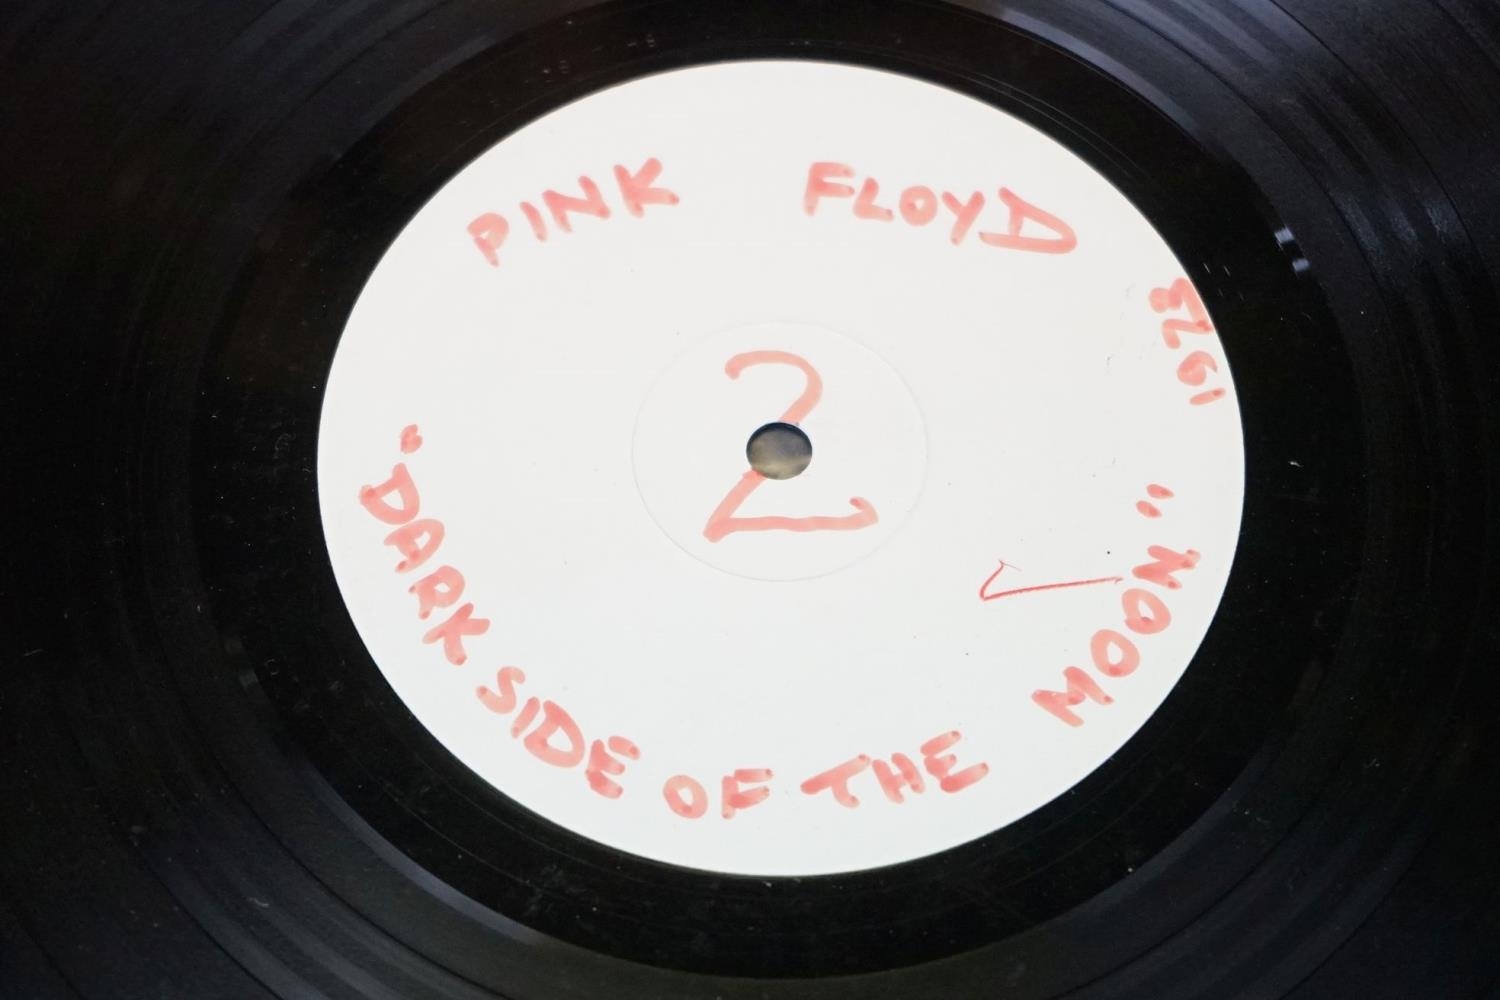 PINK FLOYD
1973
2
"DARK SIDE OF THE MOON"